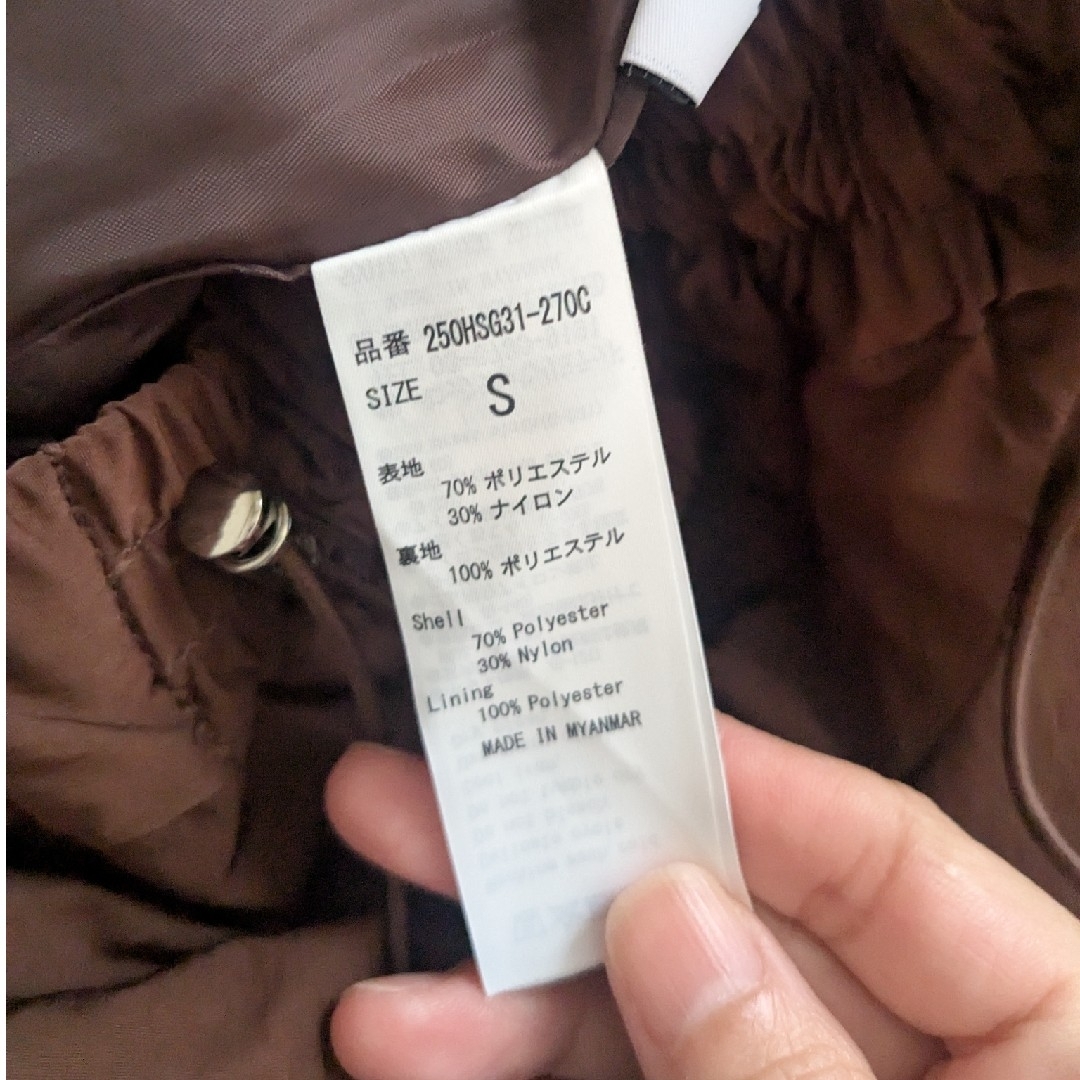 品番 250HSG31-270C
SIZE S
表地
70% ポリエステル
30% ナイロン
裏地
100% ポリエステル
Shell
70% Polyester
30% Nylon
Lining
100% Polyester
MADE IN MYANMAR